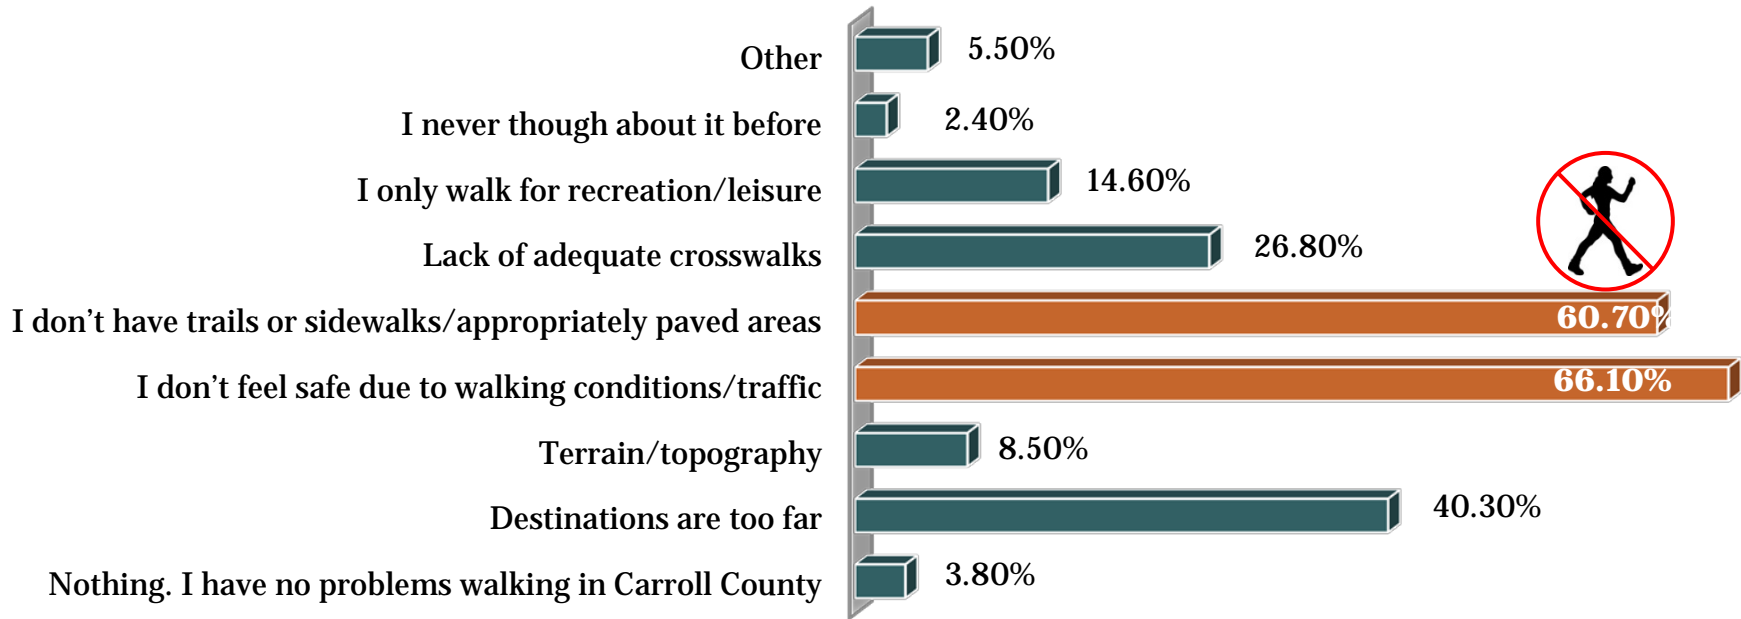 Other 5.50%
I never though about it before 2.40%
I only walk for recreation/leisure 14.60%
Lack of adequate crosswalks 26.80%
I don’t have trails or sidewalks/appropriately paved areas 60.70%
I don’t feel safe due to walking conditions/traffic 66.10%
Terrain/topography 8.50%
Destinations are too far 40.30%
Nothing. I have no problems walking in Carroll County 3.80%